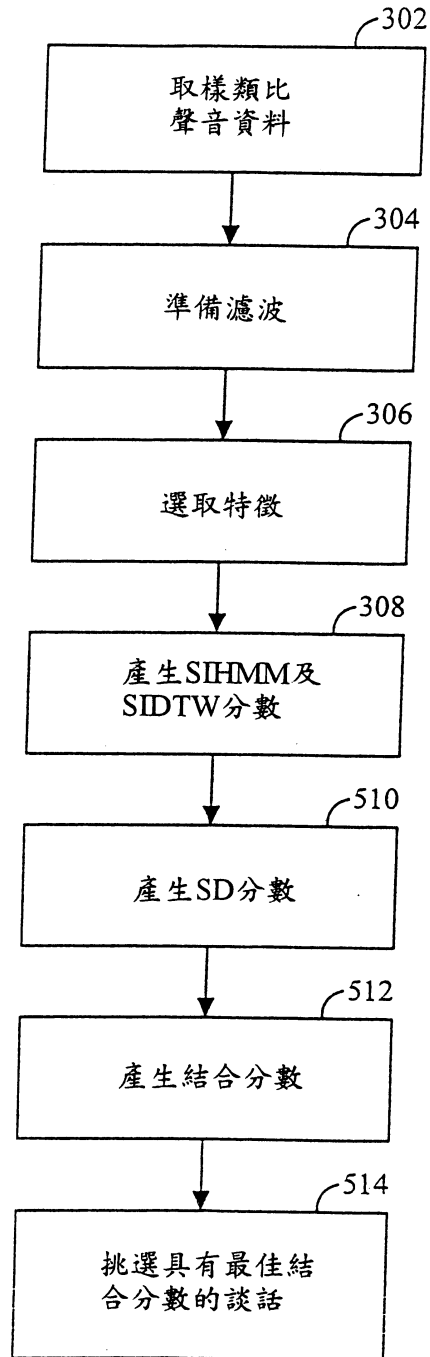 302
取樣類比
聲音資料
304
準備濾波
306
選取特徵
308
產生SIHMM及
SIDTW分數
510
產生SD分數
512
產生結合分數
514
挑選具有最佳結
合分數的談話